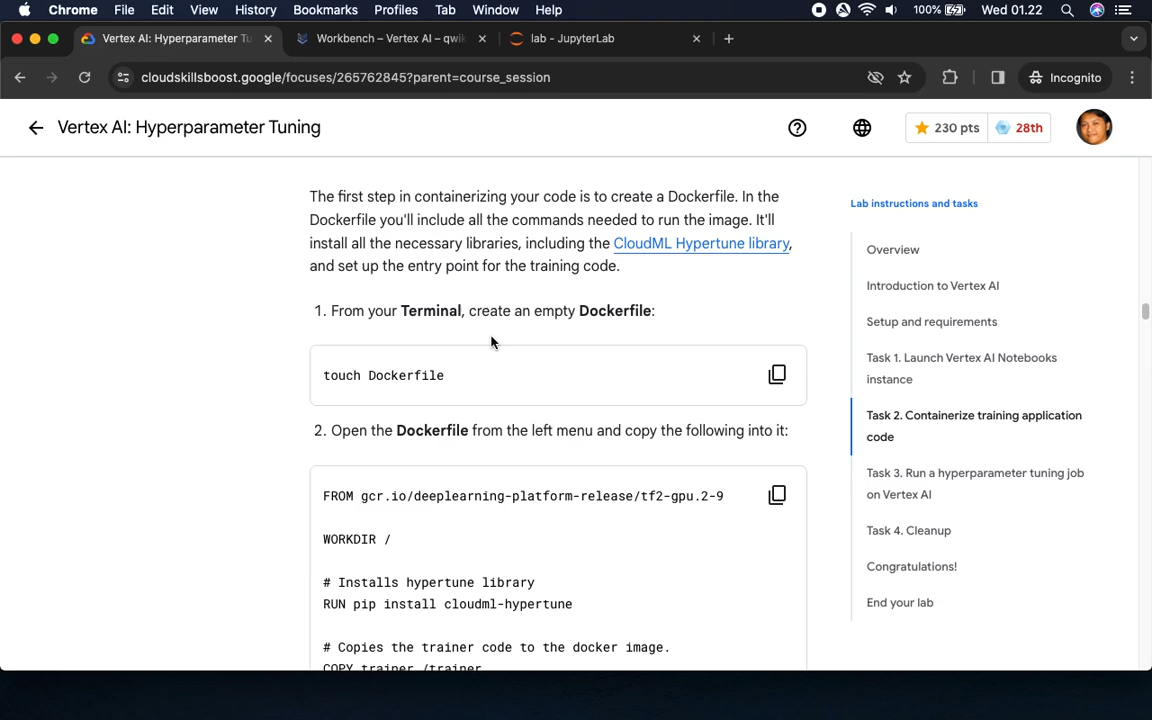 Chrome File Edit View History Bookmarks Profiles Tab Window Help 100% Wed 01.22
Vertex AI: Hyperparameter Tu Workbench – Vertex AI – qwik lab - JupyterLab
cloudskillsboost.google/focuses/265762845?parent=course_session Incognito
Vertex AI: Hyperparameter Tuning 230 pts 28th
The first step in containerizing your code is to create a Dockerfile. In the
Dockerfile you'll include all the commands needed to run the image. It'll
install all the necessary libraries, including the CloudML Hypertune library,
and set up the entry point for the training code.
1. From your Terminal, create an empty Dockerfile:
touch Dockerfile
2. Open the Dockerfile from the left menu and copy the following into it:
FROM gcr.io/deeplearning-platform-release/tf2-gpu.2-9
WORKDIR /
# Installs hypertune library
RUN pip install cloudml-hypertune
# Copies the trainer code to the docker image.
COPY trainer /trainer
Lab instructions and tasks
Overview
Introduction to Vertex AI
Setup and requirements
Task 1. Launch Vertex AI Notebooks
instance
Task 2. Containerize training application
code
Task 3. Run a hyperparameter tuning job
on Vertex AI
Task 4. Cleanup
Congratulations!
End your lab